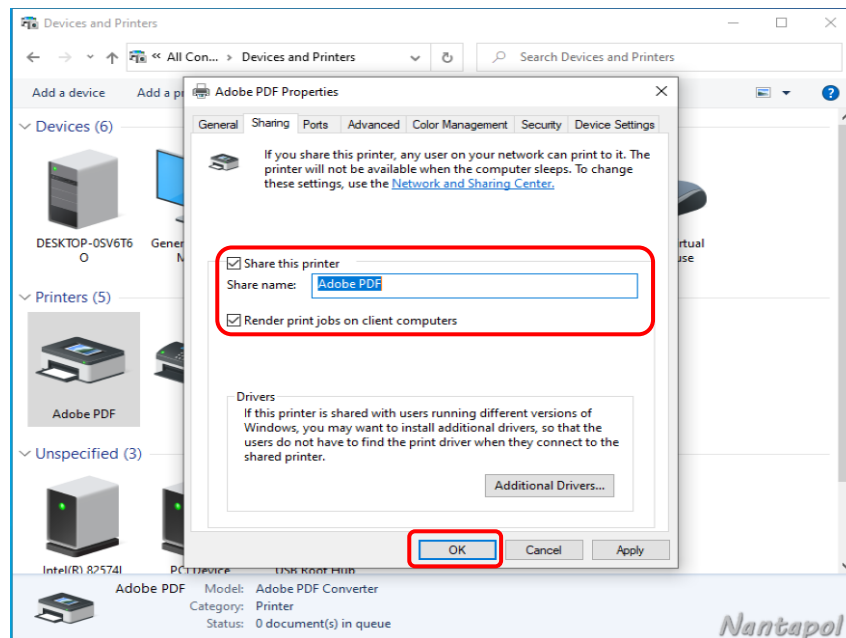 Devices and Printers
« All Con... › Devices and Printers
Search Devices and Printers
Add a device Add a pr
Adobe PDF Properties
General Sharing Ports Advanced Color Management Security Device Settings
Devices (6)
If you share this printer, any user on your network can print to it. The
printer will not be available when the computer sleeps. To change
these settings, use the Network and Sharing Center.
DESKTOP-0SV6T6
O
Gener
Share this printer
Share name: Adobe PDF
Render print jobs on client computers
Printers (5)
Adobe PDF
Drivers
If this printer is shared with users running different versions of
Windows, you may want to install additional drivers, so that the
users do not have to find the print driver when they connect to the
shared printer.
Additional Drivers...
Unspecified (3)
OK Cancel Apply
Intel(R) 82574L PCI Device USB Root Hub
Adobe PDF Model: Adobe PDF Converter
Category: Printer
Status: 0 document(s) in queue
Nantapol